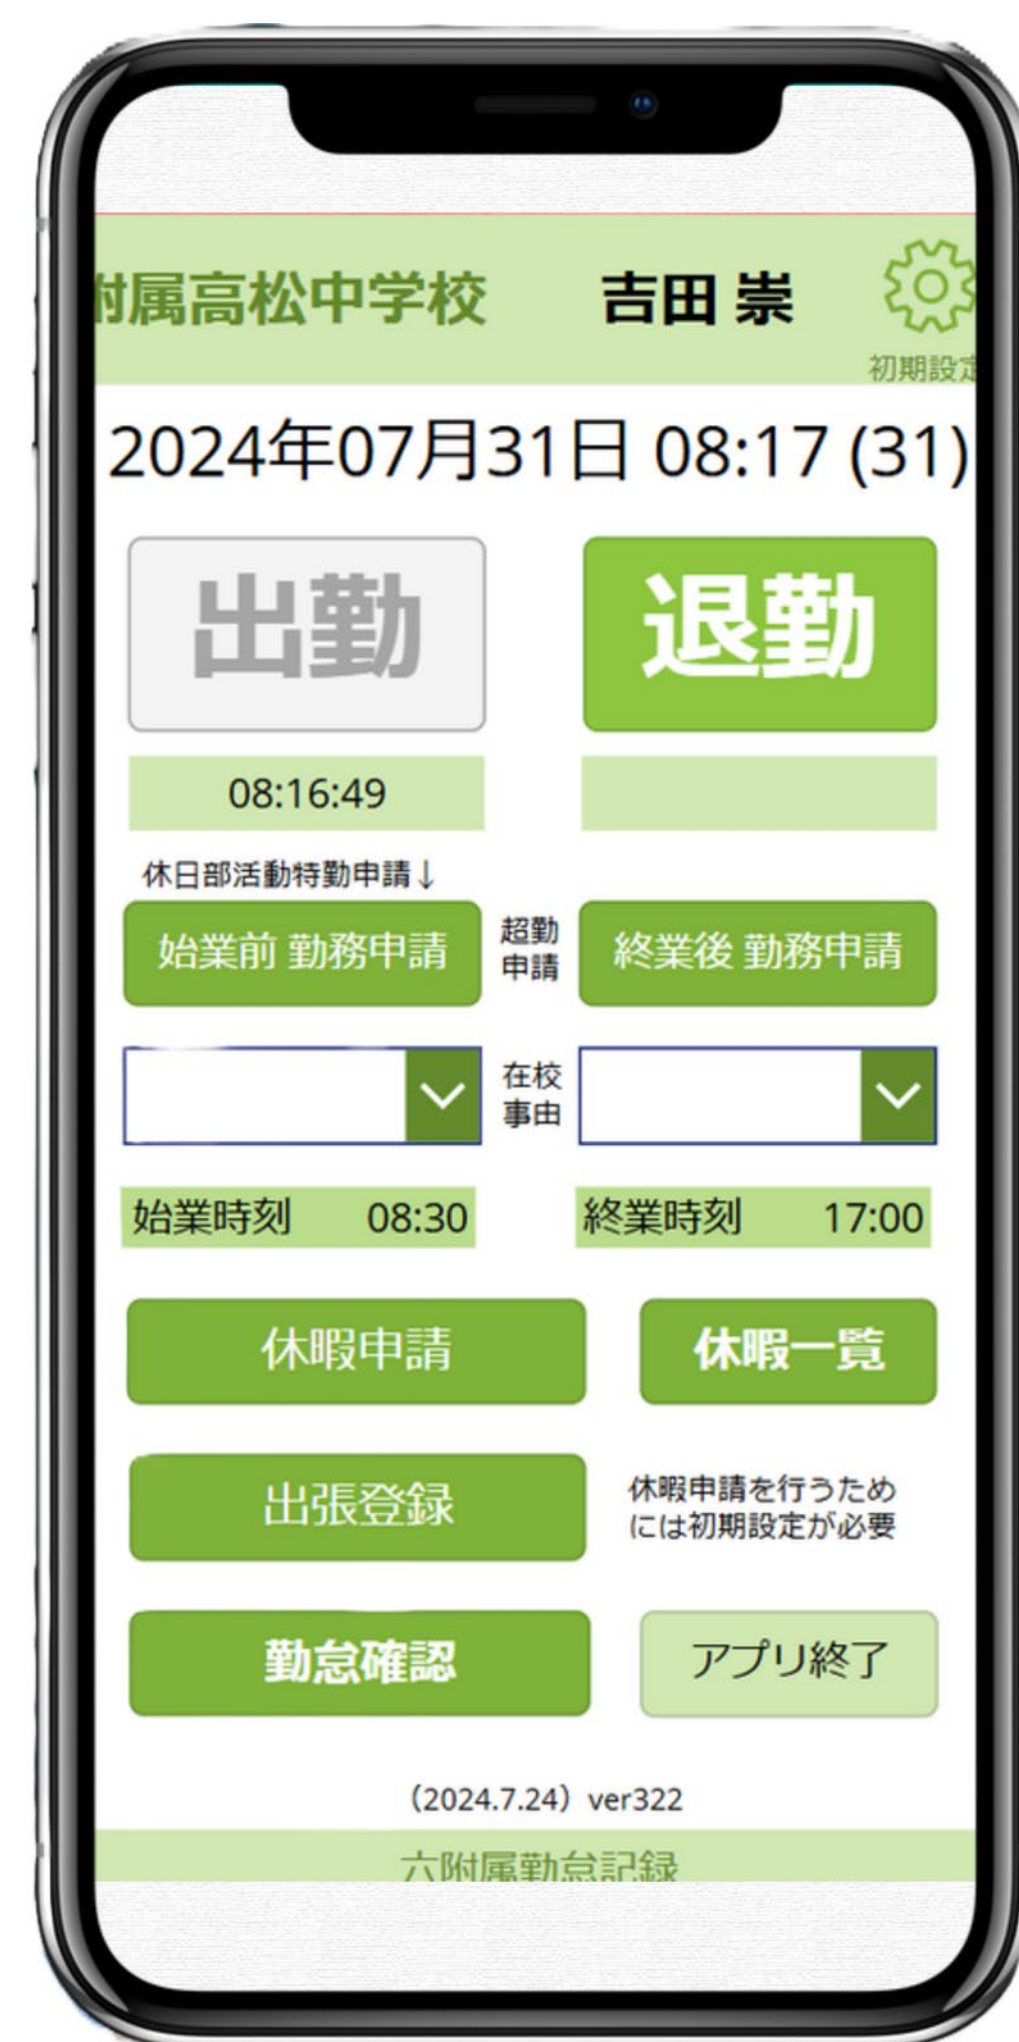 附属高松中学校 吉田 崇
初期設定
2024年07月31日 08:17 (31)
出勤 退勤
08:16:49
休日部活動特勤申請↓
始業前 勤務申請 超勤申請 終業後 勤務申請
在校事由
始業時刻 08:30 終業時刻 17:00
休暇申請 休暇一覧
出張登録
休暇申請を行うため
には初期設定が必要
勤怠確認 アプリ終了
（2024.7.24）ver322
六附属勤怠記録